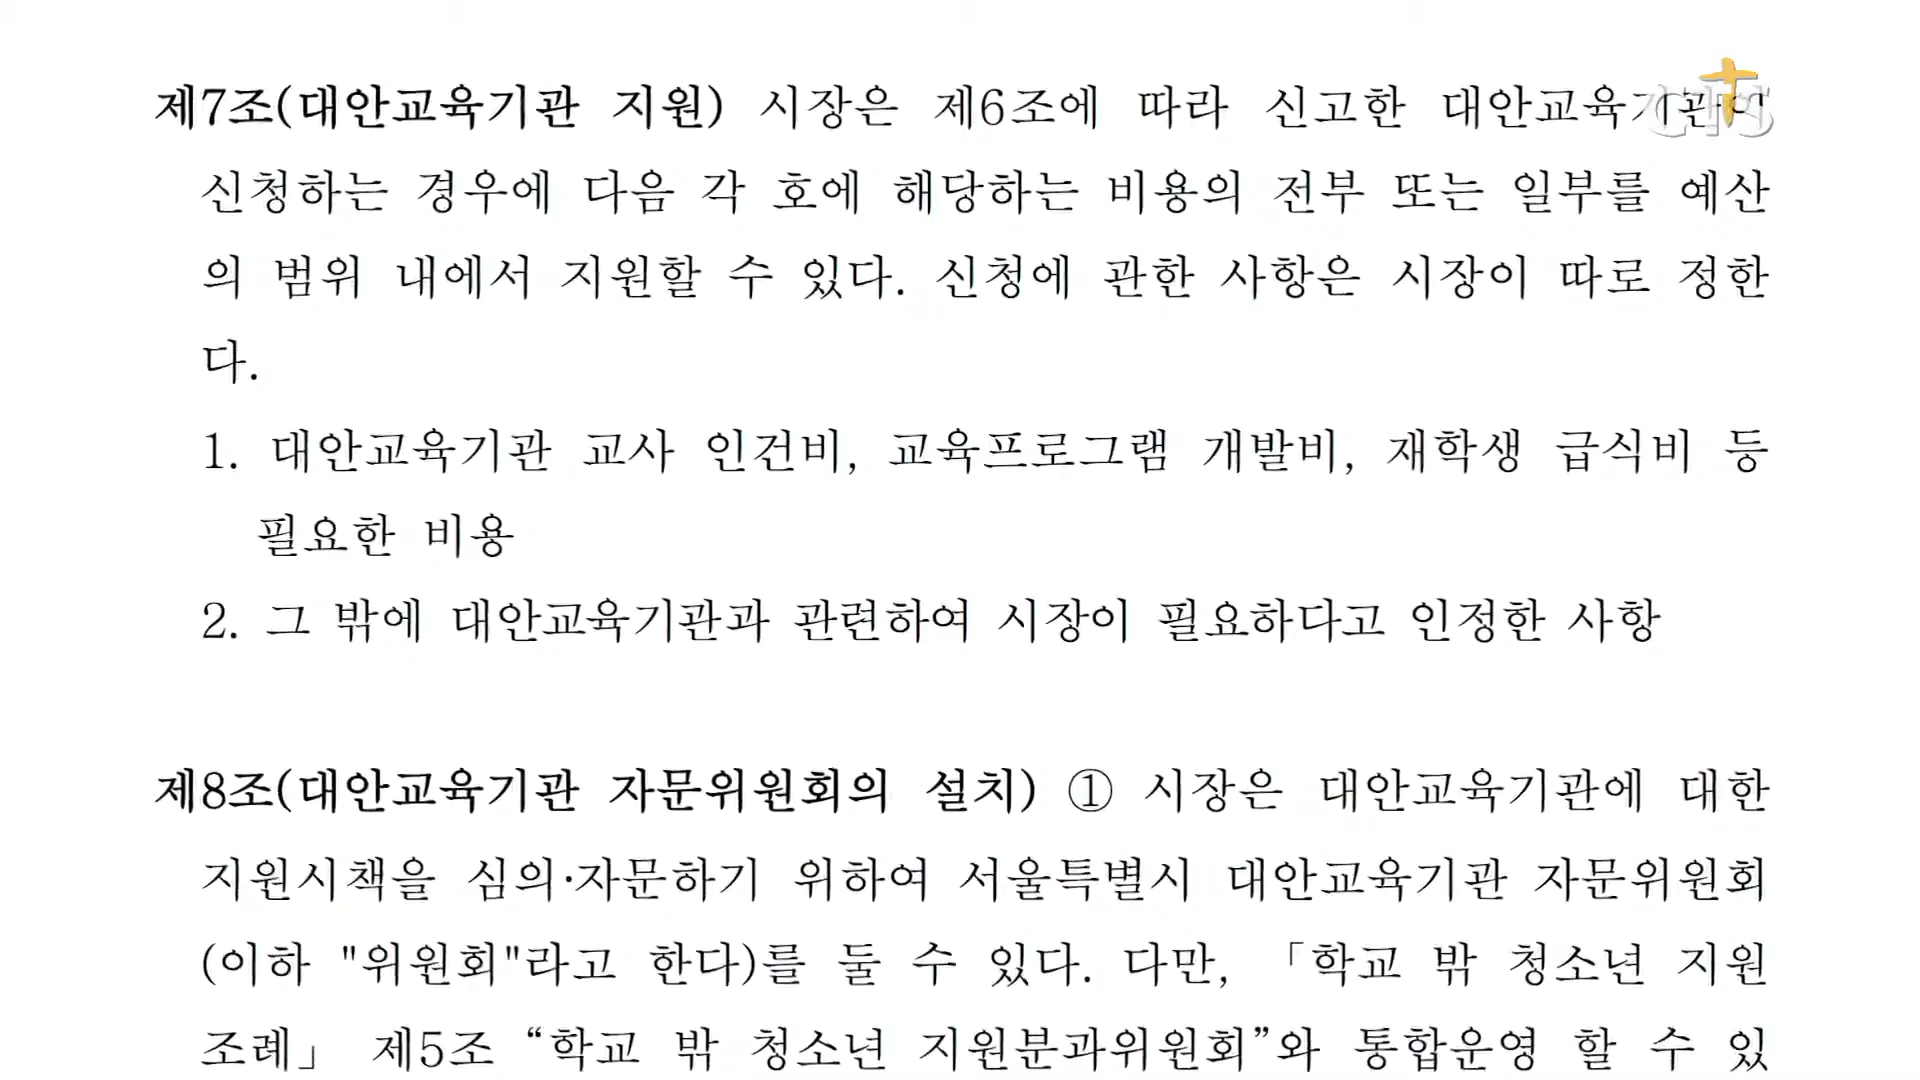 제7조(대안교육기관 지원) 시장은 제6조에 따라 신고한 대안교육기관이
신청하는 경우에 다음 각 호에 해당하는 비용의 전부 또는 일부를 예산
의 범위 내에서 지원할 수 있다. 신청에 관한 사항은 시장이 따로 정한
다.
1. 대안교육기관 교사 인건비, 교육프로그램 개발비, 재학생 급식비 등
필요한 비용
2. 그 밖에 대안교육기관과 관련하여 시장이 필요하다고 인정한 사항
제8조(대안교육기관 자문위원회의 설치) ① 시장은 대안교육기관에 대한
지원시책을 심의·자문하기 위하여 서울특별시 대안교육기관 자문위원회
(이하 "위원회"라고 한다)를 둘 수 있다. 다만, 「학교 밖 청소년 지원
조례」 제5조 “학교 밖 청소년 지원분과위원회”와 통합운영 할 수 있
CTS